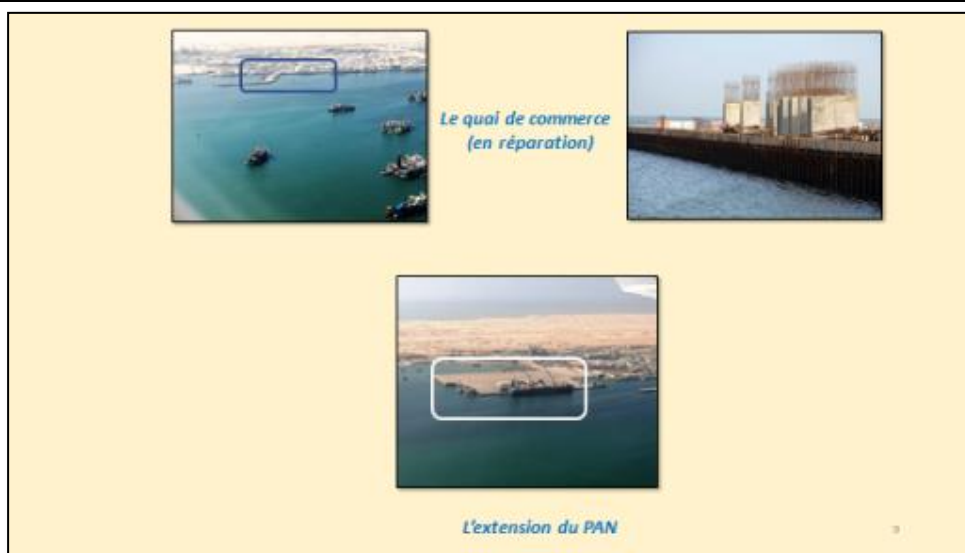 Le quai de commerce
(en réparation)
L'extension du PAN